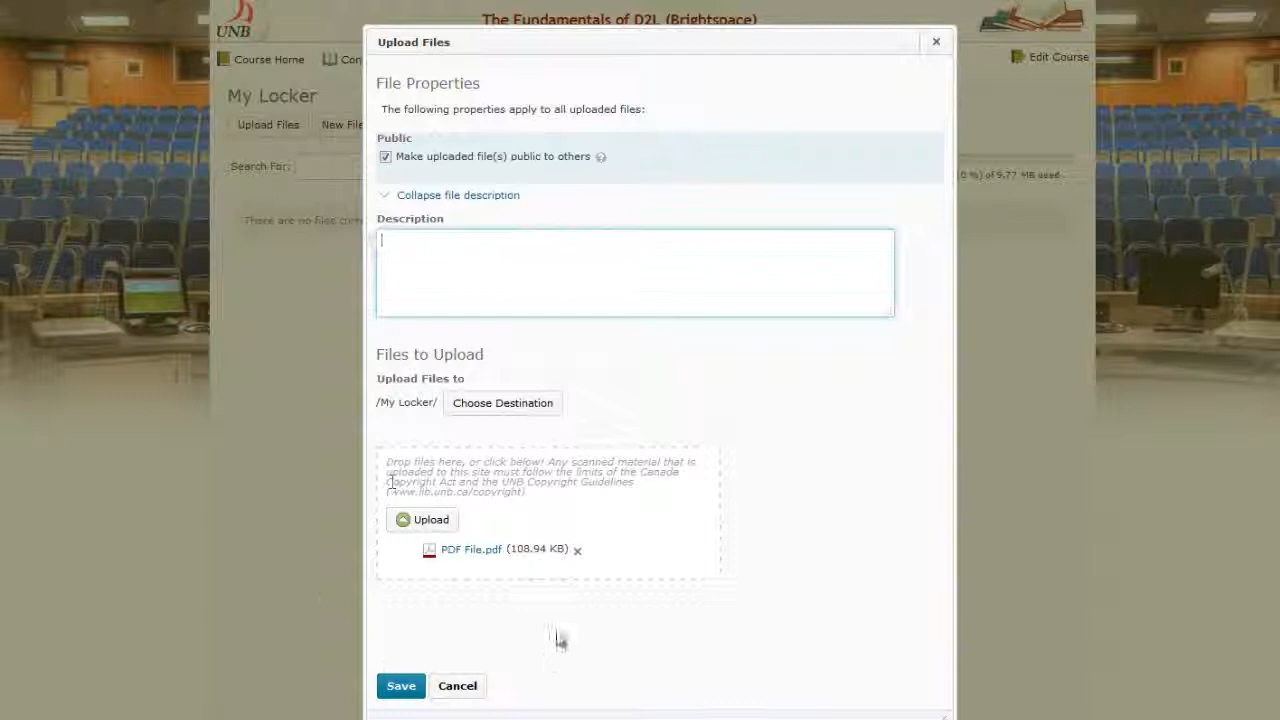 The Fundamentals of D2L (Brightspace)
UNB
Upload Files
Course Home
Edit Course
File Properties
My Locker
The following properties apply to all uploaded files:
Upload Files
Public
Make uploaded file(s) public to others
Search For:
%) of 9.77 MB used
Collapse file description
Description
There are no files
Files to Upload
Upload Files to
/My Locker/ Choose Destination
Drop files here, or click below! Any scanned material that is
uploaded to this site must follow the limits of the Canada
Copyright Act and the UNB Copyright Guidelines
(www.lib.unb.ca/copyright)
Upload
PDF File.pdf (108.94 KB)
Save Cancel